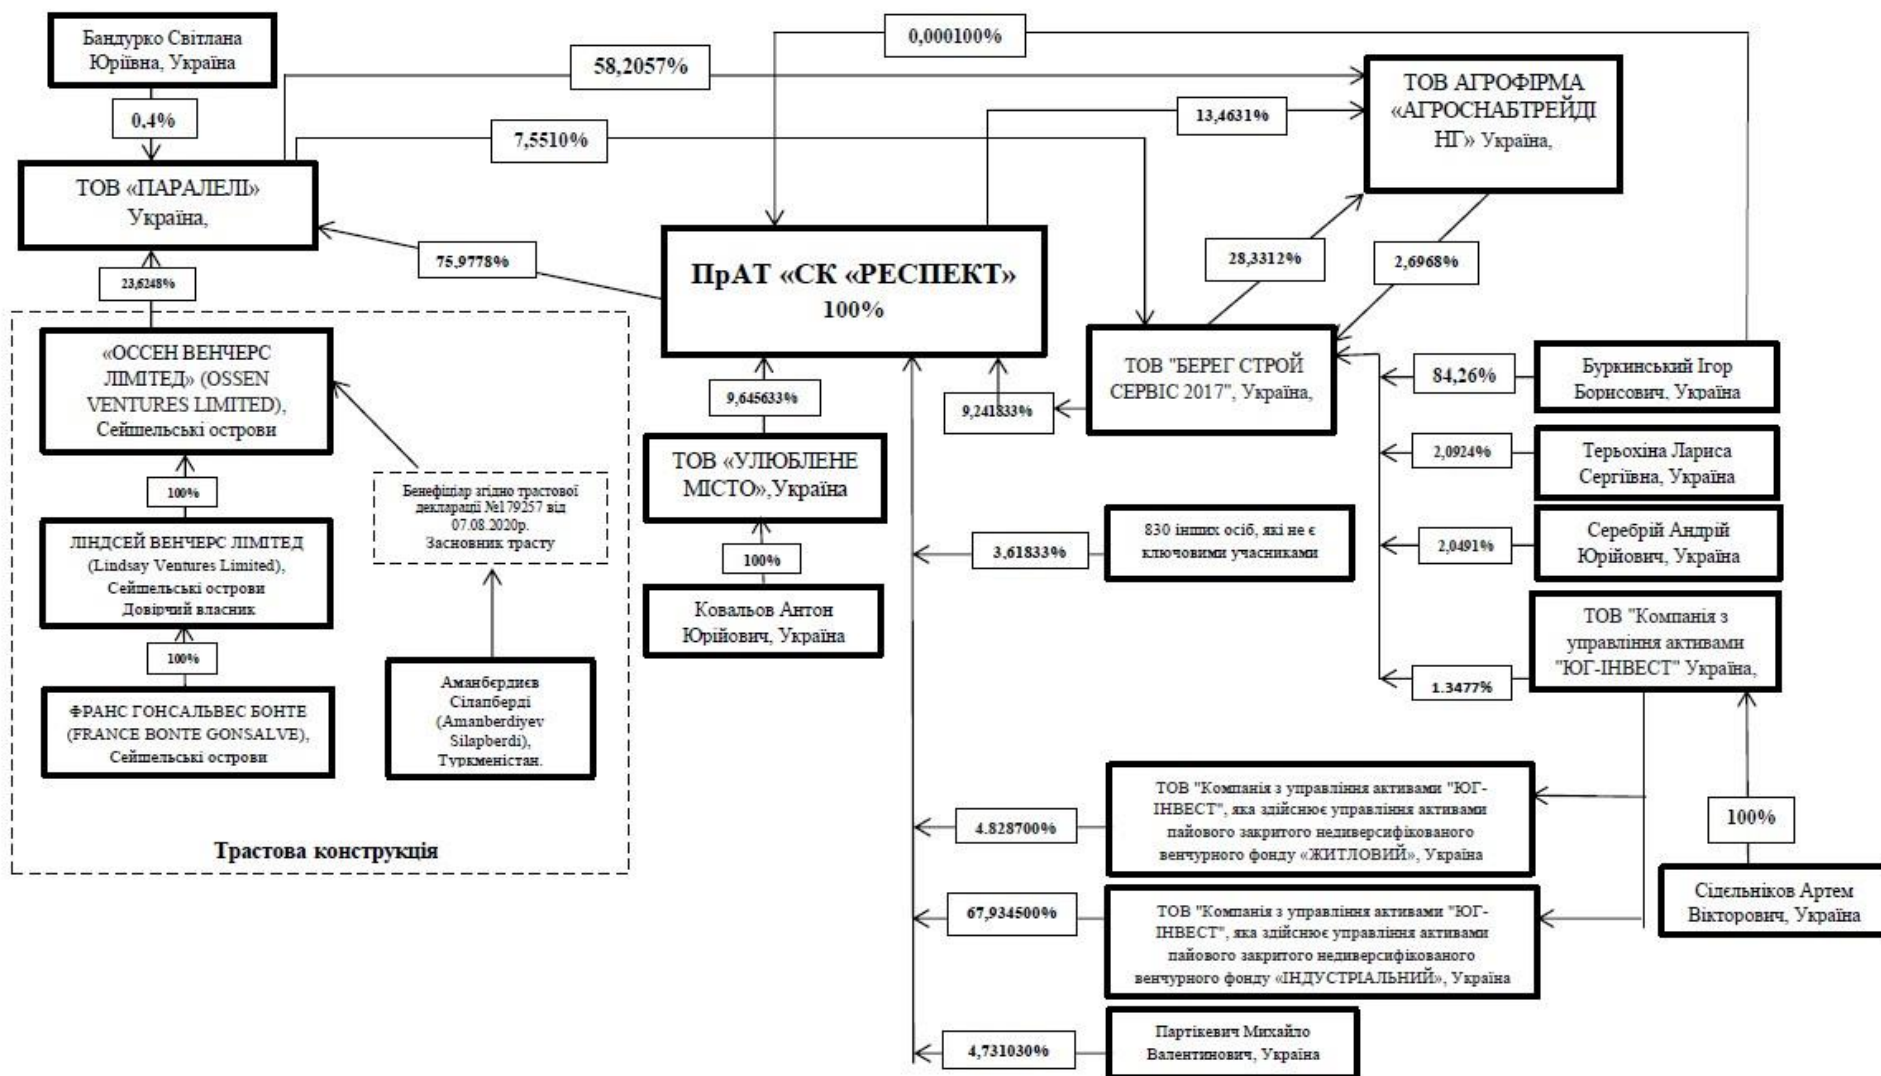 Бандурко Світлана
Юріївна, Україна
0,4%
ТОВ «ПАРАЛЕЛІ»
Україна,
58,2057%
7,5510%
0,000100%
13,4631%
ТОВ АГРОФІРМА
«АГРОСНАБТРЕЙДІ
НГ» Україна,
75,9778%
ПрАТ «СК «РЕСПЕКТ»
100%
28,3312%
2,6968%
23,6248%
«ОССЕН ВЕНЧЕРС
ЛІМІТЕД» (OSSEN
VENTURES LIMITED),
Сейшельські острови
100%
ЛІНДСЕЙ ВЕНЧЕРС ЛІМІТЕД
(Lindsay Ventures Limited),
Сейшельські острови
Довірчий власник
100%
ФРАНС ГОНСАЛЬВЕС БОНТЕ
(FRANCE BONTE GONSALVE),
Сейшельські острови
Бенефіціар згідно трастової
декларації №179257 від
07.08.2020р.
Засновник трасту
Аманбєрдиєв
Сілапберді
(Amanberdiyev
Silapberdi),
Туркменістан.
Трастова конструкція
9,645633%
ТОВ «УЛЮБЛЕНЕ
МІСТО»,Україна
100%
Ковальов Антон
Юрійович, Україна
9,241833%
ТОВ "БЕРЕГ СТРОЙ
СЕРВІС 2017", Україна,
84,26%
Буркинський Ігор
Борисович, Україна
2,0924%
Терьохіна Лариса
Сергіївна, Україна
2,0491%
Серебрій Андрій
Юрійович, Україна
1.3477%
ТОВ "Компанія з
управління активами
"ЮГ-ІНВЕСТ" Україна,
3,61833%
830 інших осіб, які не є
ключовими учасниками
4.828700%
ТОВ "Компанія з управління активами "ЮГ-
ІНВЕСТ", яка здійснює управління активами
пайового закритого недиверсифікованого
венчурного фонду «ЖИТЛОВИЙ», Україна
67,934500%
ТОВ "Компанія з управління активами "ЮГ-
ІНВЕСТ", яка здійснює управління активами
пайового закритого недиверсифікованого
венчурного фонду «ІНДУСТРІАЛЬНИЙ», Україна
100%
Сідєльніков Артем
Вікторович, Україна
4,731030%
Партікевич Михайло
Валентинович, Україна